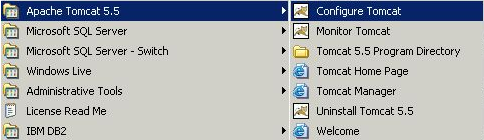 Apache Tomcat 5.5
Microsoft SQL Server
Microsoft SQL Server - Switch
Windows Live
Administrative Tools
License Read Me
IBM DB2
Configure Tomcat
Monitor Tomcat
Tomcat 5.5 Program Directory
Tomcat Home Page
Tomcat Manager
Uninstall Tomcat 5.5
Welcome